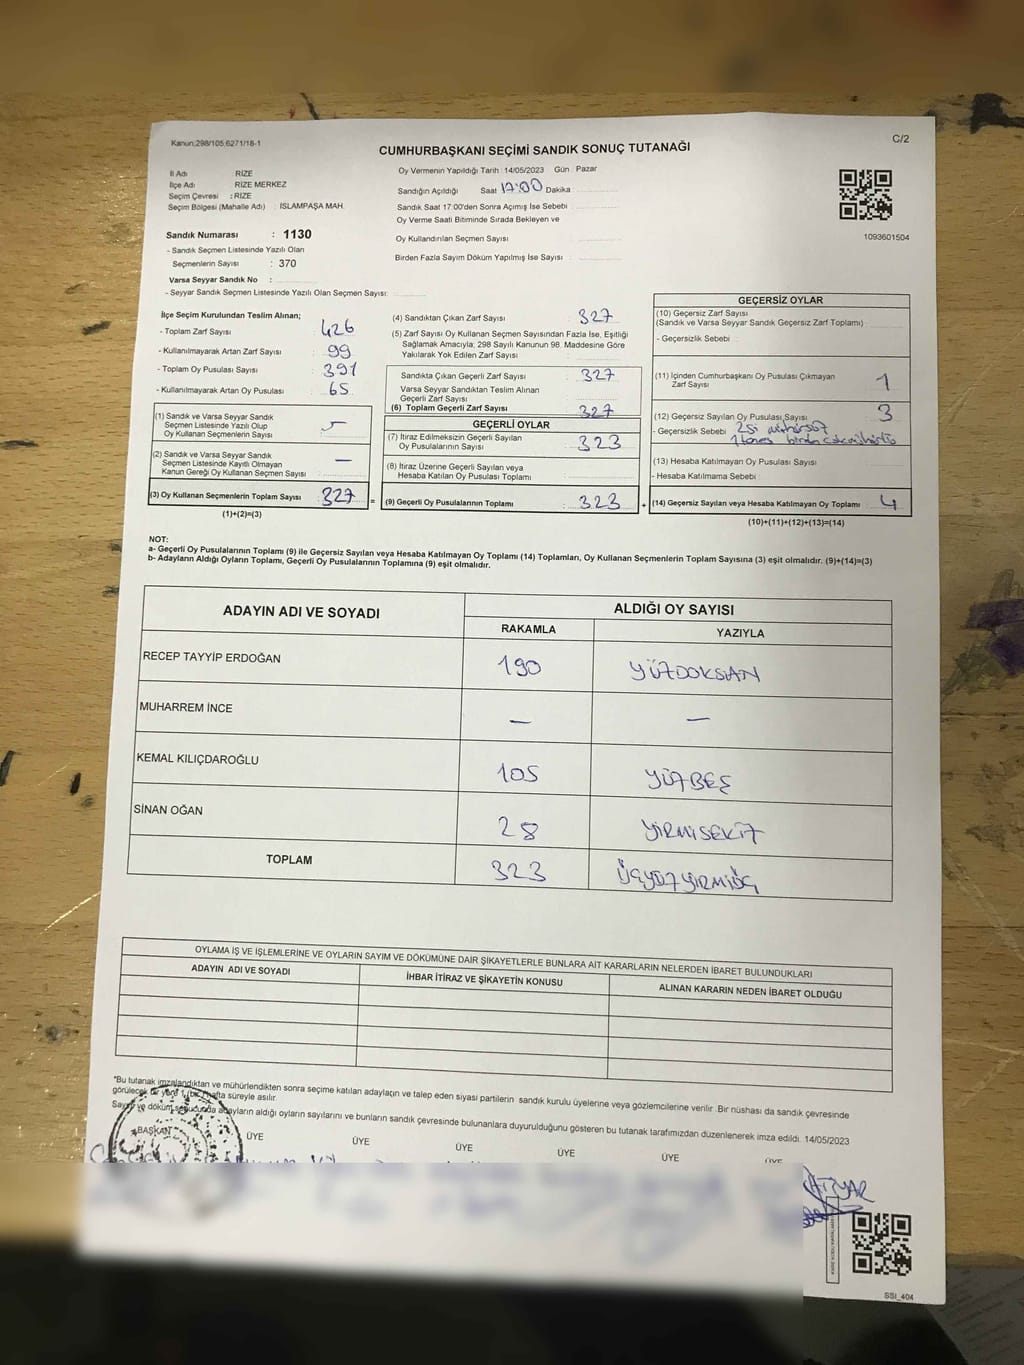 Kanun;298/105;6271/18-1
C/2
CUMHURBAŞKANI SEÇİMİ SANDIK SONUÇ TUTANAĞI
İl Adı RİZE
İlçe Adı RİZE MERKEZ
Seçim Çevresi : RİZE
Seçim Bölgesi (Mahalle Adı) : İSLAMPAŞA MAH.
Oy Vermenin Yapıldığı Tarih : 14/05/2023 Gün : Pazar
Sandığın Açıldığı Saat 17:00 Dakika
Sandık Saat 17:00'den Sonra Açmış İse Sebebi
Oy Verme Saati Bitiminde Sırada Bekleyen ve
Oy Kullandırılan Seçmen Sayısı
Birden Fazla Sayım Döküm Yapılmış İse Sayısı
1093601504
Sandık Numarası : 1130
- Sandık Seçmen Listesinde Yazılı Olan
Seçmenlerin Sayısı : 370
Varsa Seyyar Sandık No :
- Seyyar Sandık Seçmen Listesinde Yazılı Olan Seçmen Sayısı:
İlçe Seçim Kurulundan Teslim Alınan;
- Toplam Zarf Sayısı : 426
- Kullanılmayarak Artan Zarf Sayısı : 99
- Toplam Oy Pusulası Sayısı : 391
- Kullanılmayarak Artan Oy Pusulası : 65
(1) Sandık ve Varsa Seyyar Sandık
Seçmen Listesinde Yazılı Olup
Oy Kullanan Seçmenlerin Sayısı
(2) Sandık ve Varsa Seyyar Sandık
Seçmen Listesinde Kayıtlı Olmayan
Kanun Gereği Oy Kullanan Seçmen Sayısı : —
(3) Oy Kullanan Seçmenlerin Toplam Sayısı : 327
(1)+(2)=(3)
(4) Sandıktan Çıkan Zarf Sayısı : 327
(5) Zarf Sayısı Oy Kullanan Seçmen Sayısından Fazla İse, Eşitliği
Sağlamak Amacıyla; 298 Sayılı Kanunun 98. Maddesine Göre
Yakılarak Yok Edilen Zarf Sayısı
Sandıkta Çıkan Geçerli Zarf Sayısı : 327
Varsa Seyyar Sandıktan Teslim Alınan
Geçerli Zarf Sayısı
(6) Toplam Geçerli Zarf Sayısı : 327
GEÇERLİ OYLAR
(7) İtiraz Edilmeksizin Geçerli Sayılan
Oy Pusulalarının Sayısı : 323
(8) İtiraz Üzerine Geçerli Sayılan veya
Hesaba Katılan Oy Pusulaları Toplamı
= (9) Geçerli Oy Pusulalarının Toplamı : 323 +
GEÇERSİZ OYLAR
(10) Geçersiz Zarf Sayısı
(Sandık ve Varsa Seyyar Sandık Geçersiz Zarf Toplamı)
- Geçersizlik Sebebi
(11) İçinden Cumhurbaşkanı Oy Pusulası Çıkmayan
Zarf Sayısı 1
(12) Geçersiz Sayılan Oy Pusulası Sayısı 3
- Geçersizlik Sebebi 2si mühürsüz
1 tanes birden
(13) Hesaba Katılmayan Oy Pusulası Sayısı
- Hesaba Katılmama Sebebi
(14) Geçersiz Sayılan veya Hesaba Katılmayan Oy Toplamı : 4
(10)+(11)+(12)+(13)=(14)
NOT:
a- Geçerli Oy Pusulalarının Toplamı (9) ile Geçersiz Sayılan veya Hesaba Katılmayan Oy Toplamı (14) Toplamları, Oy Kullanan Seçmenlerin Toplam Sayısına (3) eşit olmalıdır. (9)+(14)=(3)
b- Adayların Aldığı Oyların Toplamı, Geçerli Oy Pusulalarının Toplamına (9) eşit olmalıdır.
ADAYIN ADI VE SOYADI ALDIĞI OY SAYISI
RAKAMLA YAZIYLA
RECEP TAYYİP ERDOĞAN 190 YÜZDOKSAN
MUHARREM İNCE — —
KEMAL KILIÇDAROĞLU 105 YÜZBEŞ
SİNAN OĞAN 28 YİRMİSEKİZ
TOPLAM 323 ÜÇYÜZYİRMİÜÇ
OYLAMA İŞ VE İŞLEMLERİNE VE OYLARIN SAYIM VE DÖKÜMÜNE DAİR ŞİKAYETLERLE BUNLARA AİT KARARLARIN NELERDEN İBARET BULUNDUKLARI
ADAYIN ADI VE SOYADI İHBAR İTİRAZ VE ŞİKAYETİN KONUSU ALINAN KARARIN NEDEN İBARET OLDUĞU
*Bu tutanak imzalandıktan ve mühürlendikten sonra seçime katılan adayların ve talep eden siyasi partilerin sandık kurulu üyelerine veya gözlemcilerine verilir .Bir nüshası da sandık çevresinde
görülecek bir yere 1 (bir) hafta süreyle asılır.
Sayım ve döküm sonucunda adayların aldığı oyların sayılarını ve bunların sandık çevresinde bulunanlara duyurulduğunu gösteren bu tutanak tarafımızdan düzenlenerek imza edildi. 14/05/2023
BAŞKAN ÜYE ÜYE ÜYE ÜYE ÜYE ÜYE
SSI_404